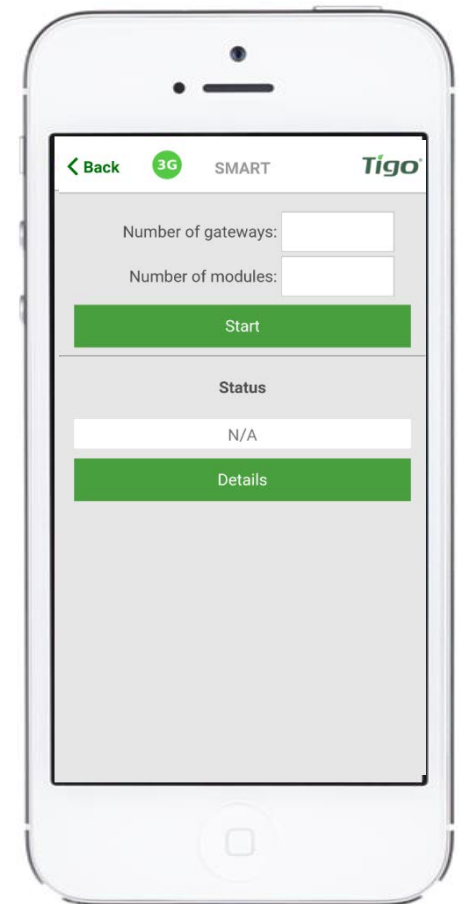 Back 3G SMART Tigo
Number of gateways:
Number of modules:
Start
Status
N/A
Details